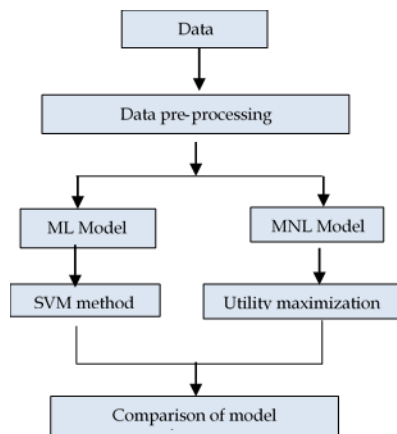 Data
Data pre-processing
ML Model
MNL Model
SVM method
Utility maximization
Comparison of model